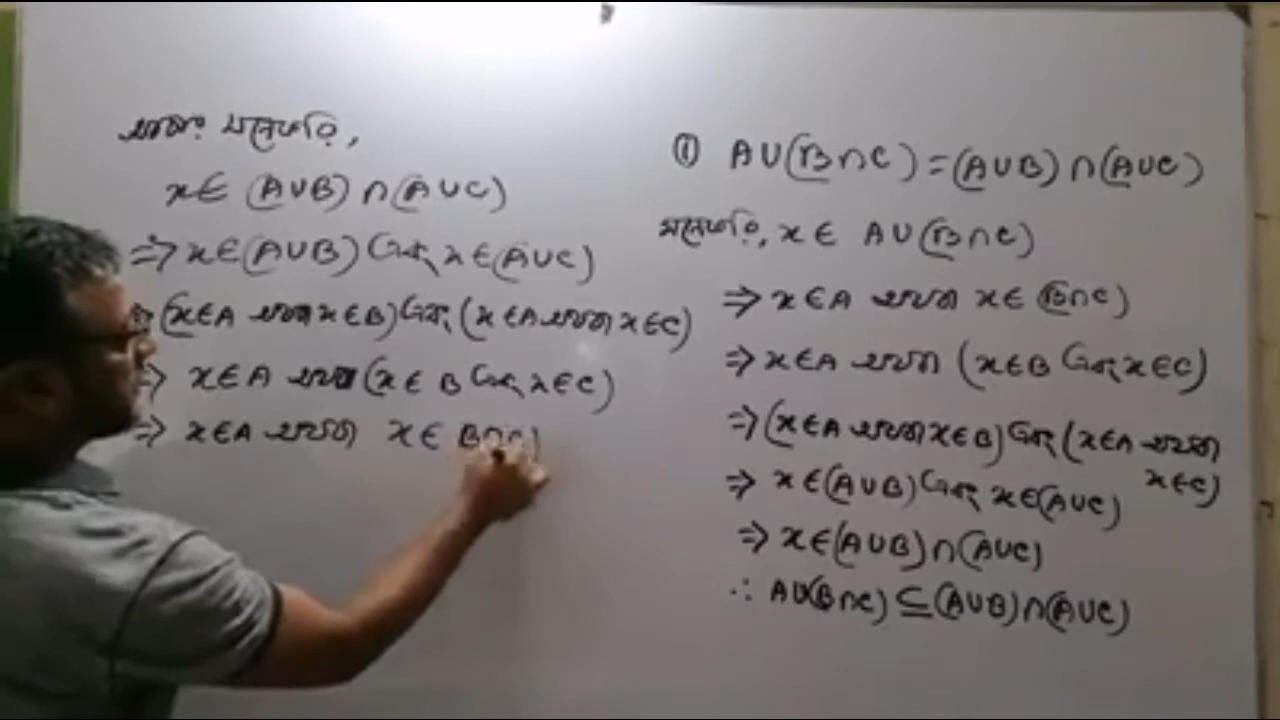 ① A∪(B∩C) = (A∪B)∩(A∪C)
মনেকরি, x∈ A∪(B∩C)
⇒ x∈A অথবা x∈ (B∩C)
⇒ x∈A অথবা (x∈B এবং x∈C)
⇒ (x∈A অথবা x∈B) এবং (x∈A অথবা
x∈C)
⇒ x∈(A∪B) এবং x∈(A∪C)
⇒ x∈(A∪B)∩(A∪C)
∴ A∪(B∩C) ⊆ (A∪B)∩(A∪C)
মনেকরি,
x∈ (A∪B)∩(A∪C)
⇒ x∈(A∪B) এবং x∈(A∪C)
⇒ (x∈A অথবা x∈B) এবং (x∈A অথবা x∈C)
⇒ x∈A অথবা (x∈B এবং x∈C)
⇒ x∈A অথবা x∈ B∩C)